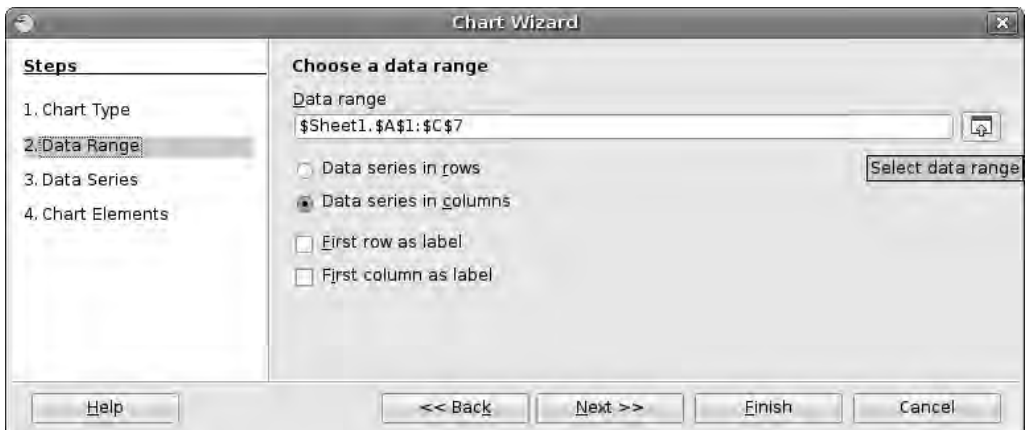 Chart Wizard
Steps
1. Chart Type
2. Data Range
3. Data Series
4. Chart Elements
Choose a data range
Data range
$Sheet1.$A$1:$C$7
Select data range
Data series in rows
Data series in columns
First row as label
First column as label
Help
<< Back
Next >>
Finish
Cancel